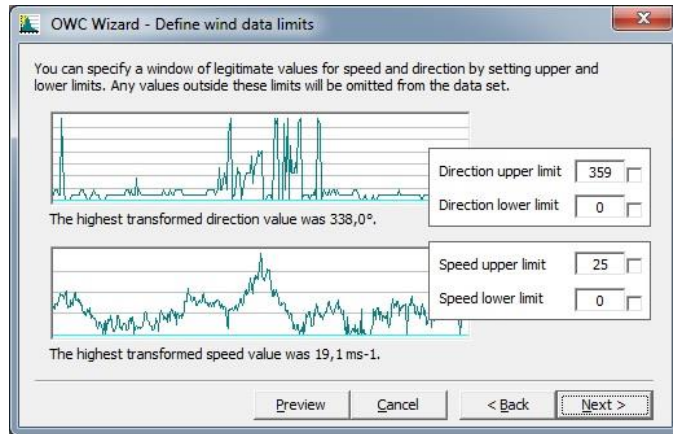 OWC Wizard - Define wind data limits
You can specify a window of legitimate values for speed and direction by setting upper and
lower limits. Any values outside these limits will be omitted from the data set.
Direction upper limit 359
Direction lower limit 0
The highest transformed direction value was 338,0°.
Speed upper limit 25
Speed lower limit 0
The highest transformed speed value was 19,1 ms-1.
Preview Cancel < Back Next >